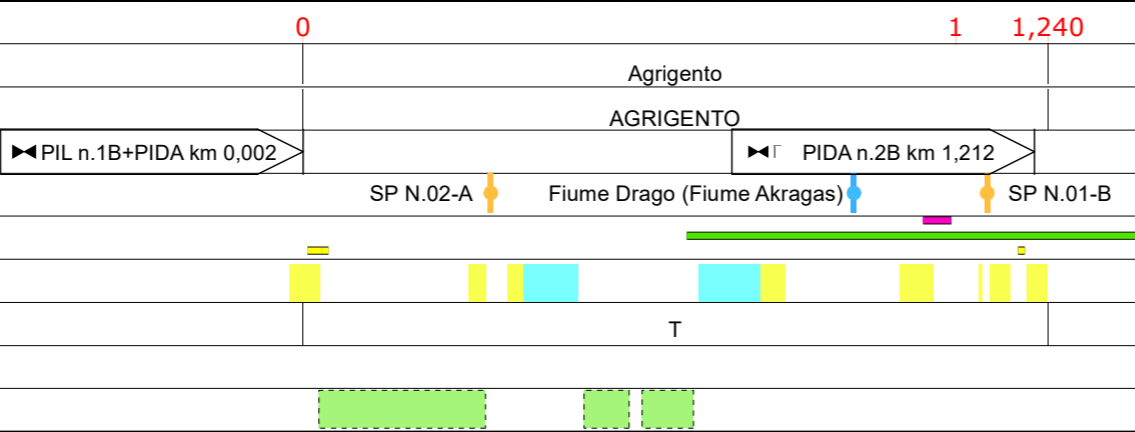 0 1 1,240
Agrigento
AGRIGENTO
PIL n.1B+PIDA km 0,002 PIDA n.2B km 1,212
SP N.02-A Fiume Drago (Fiume Akragas) SP N.01-B
T